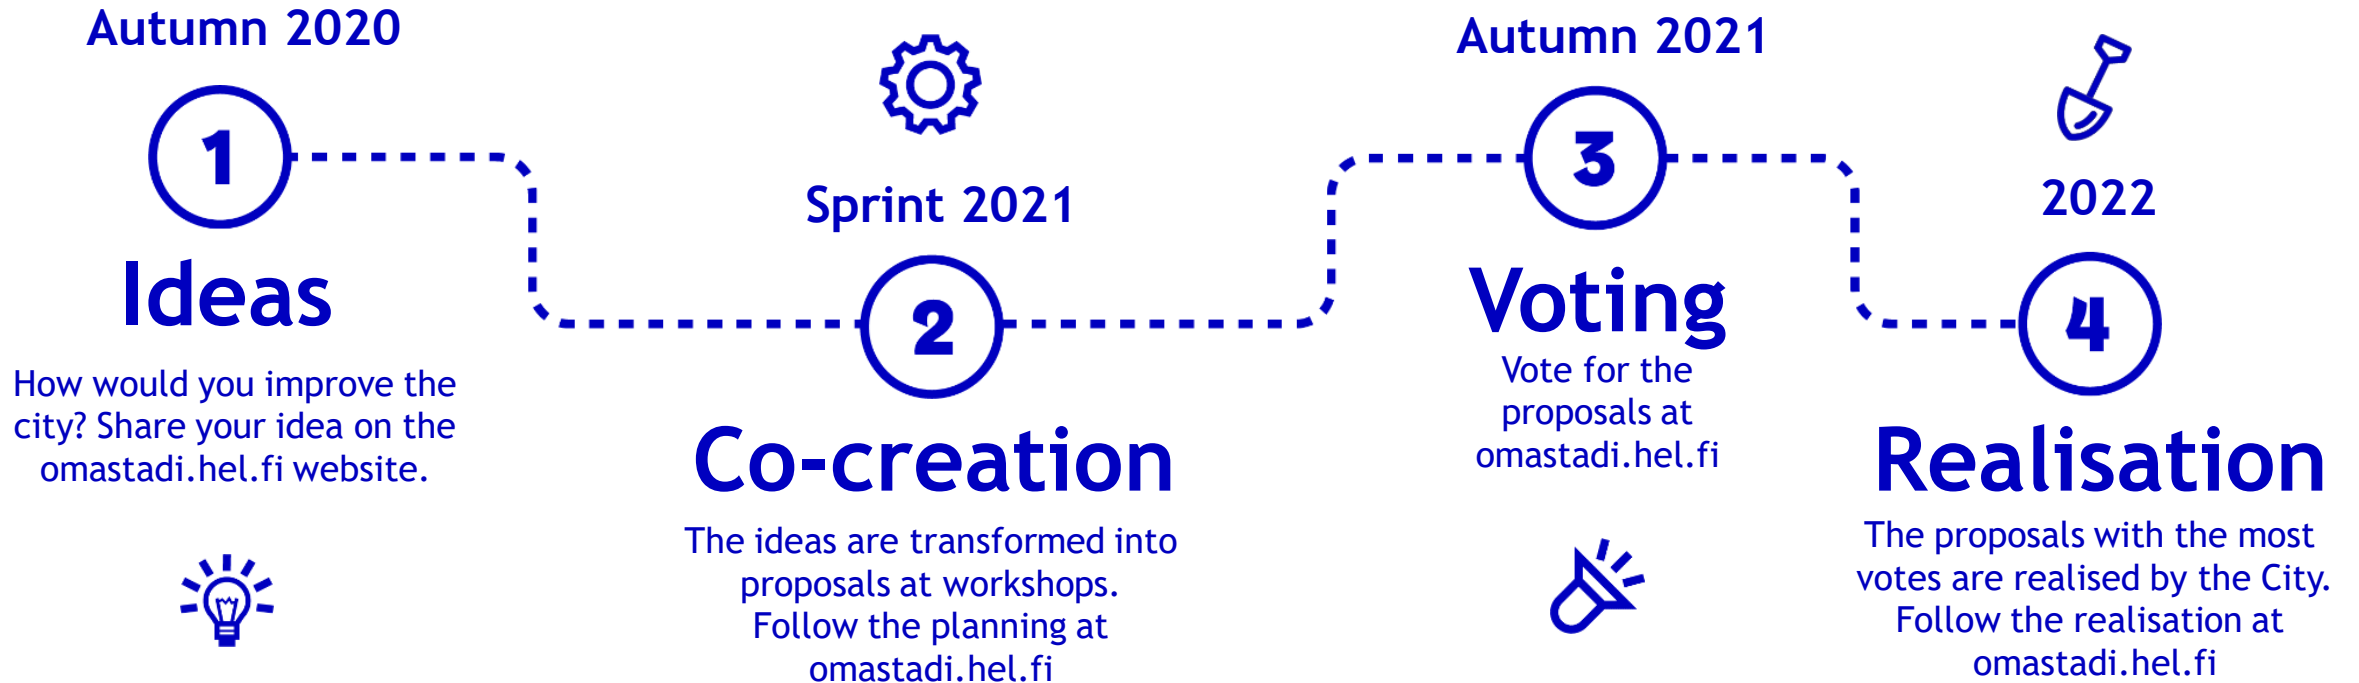 Autumn 2020
1
Ideas
How would you improve the
city? Share your idea on the
omastadi.hel.fi website.
Sprint 2021
2
Co-creation
The ideas are transformed into
proposals at workshops.
Follow the planning at
omastadi.hel.fi
Autumn 2021
3
Voting
Vote for the
proposals at
omastadi.hel.fi
2022
4
Realisation
The proposals with the most
votes are realised by the City.
Follow the realisation at
omastadi.hel.fi